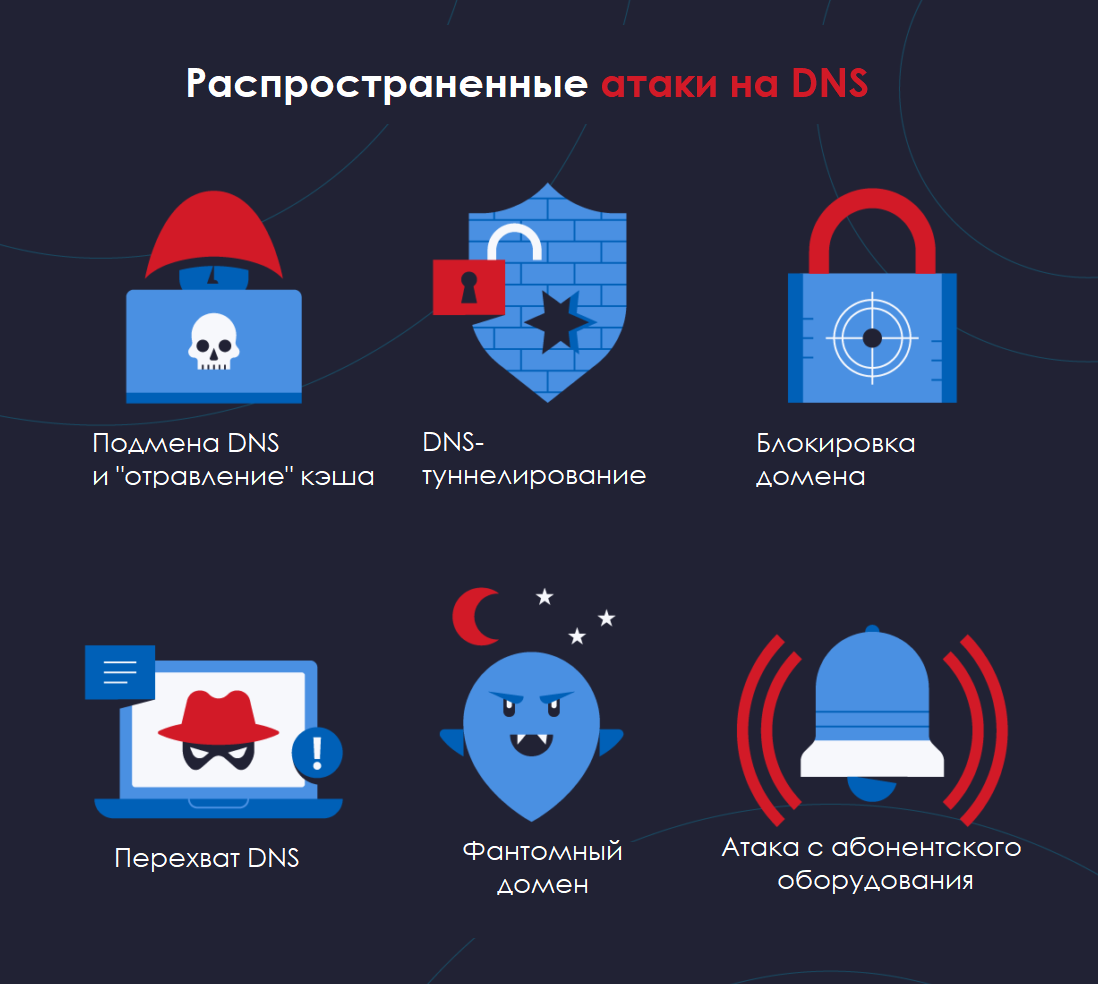 Распространенные атаки на DNS
Подмена DNS
и "отравление" кэша
DNS-
туннелирование
Блокировка
домена
Перехват DNS
Фантомный
домен
Атака с абонентского
оборудования